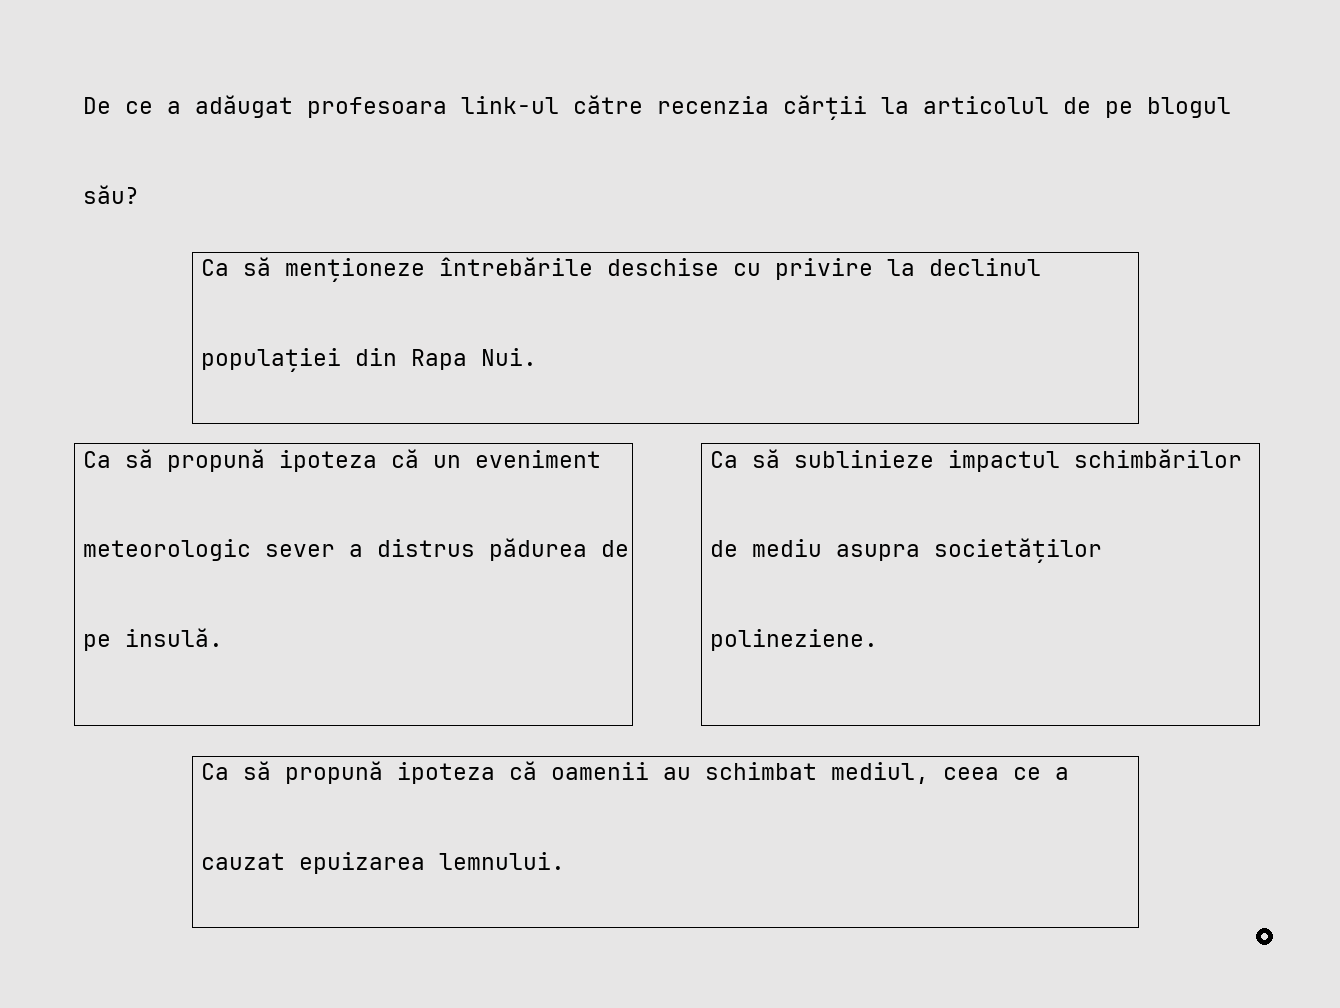 De ce a adăugat profesoara link-ul către recenzia cărții la articolul de pe blogul
său?
Ca să menționeze întrebările deschise cu privire la declinul
populației din Rapa Nui.
Ca să propună ipoteza că un eveniment
meteorologic sever a distrus pădurea de
pe insulă.
Ca să sublinieze impactul schimbărilor
de mediu asupra societăților
polineziene.
Ca să propună ipoteza că oamenii au schimbat mediul, ceea ce a
cauzat epuizarea lemnului.